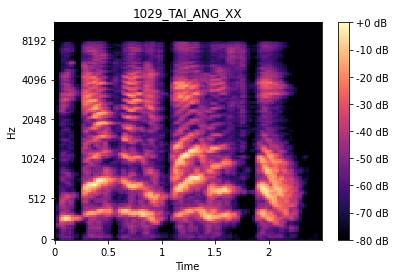 1029_TAI_ANG_XX
+0 dB
8192
-10 dB
4096
-20 dB
-30 dB
2048
Hz
-40 dB
1024
-50 dB
512
-60 dB
-70 dB
0
-80 dB
0 0.5 1 1.5 2
Time